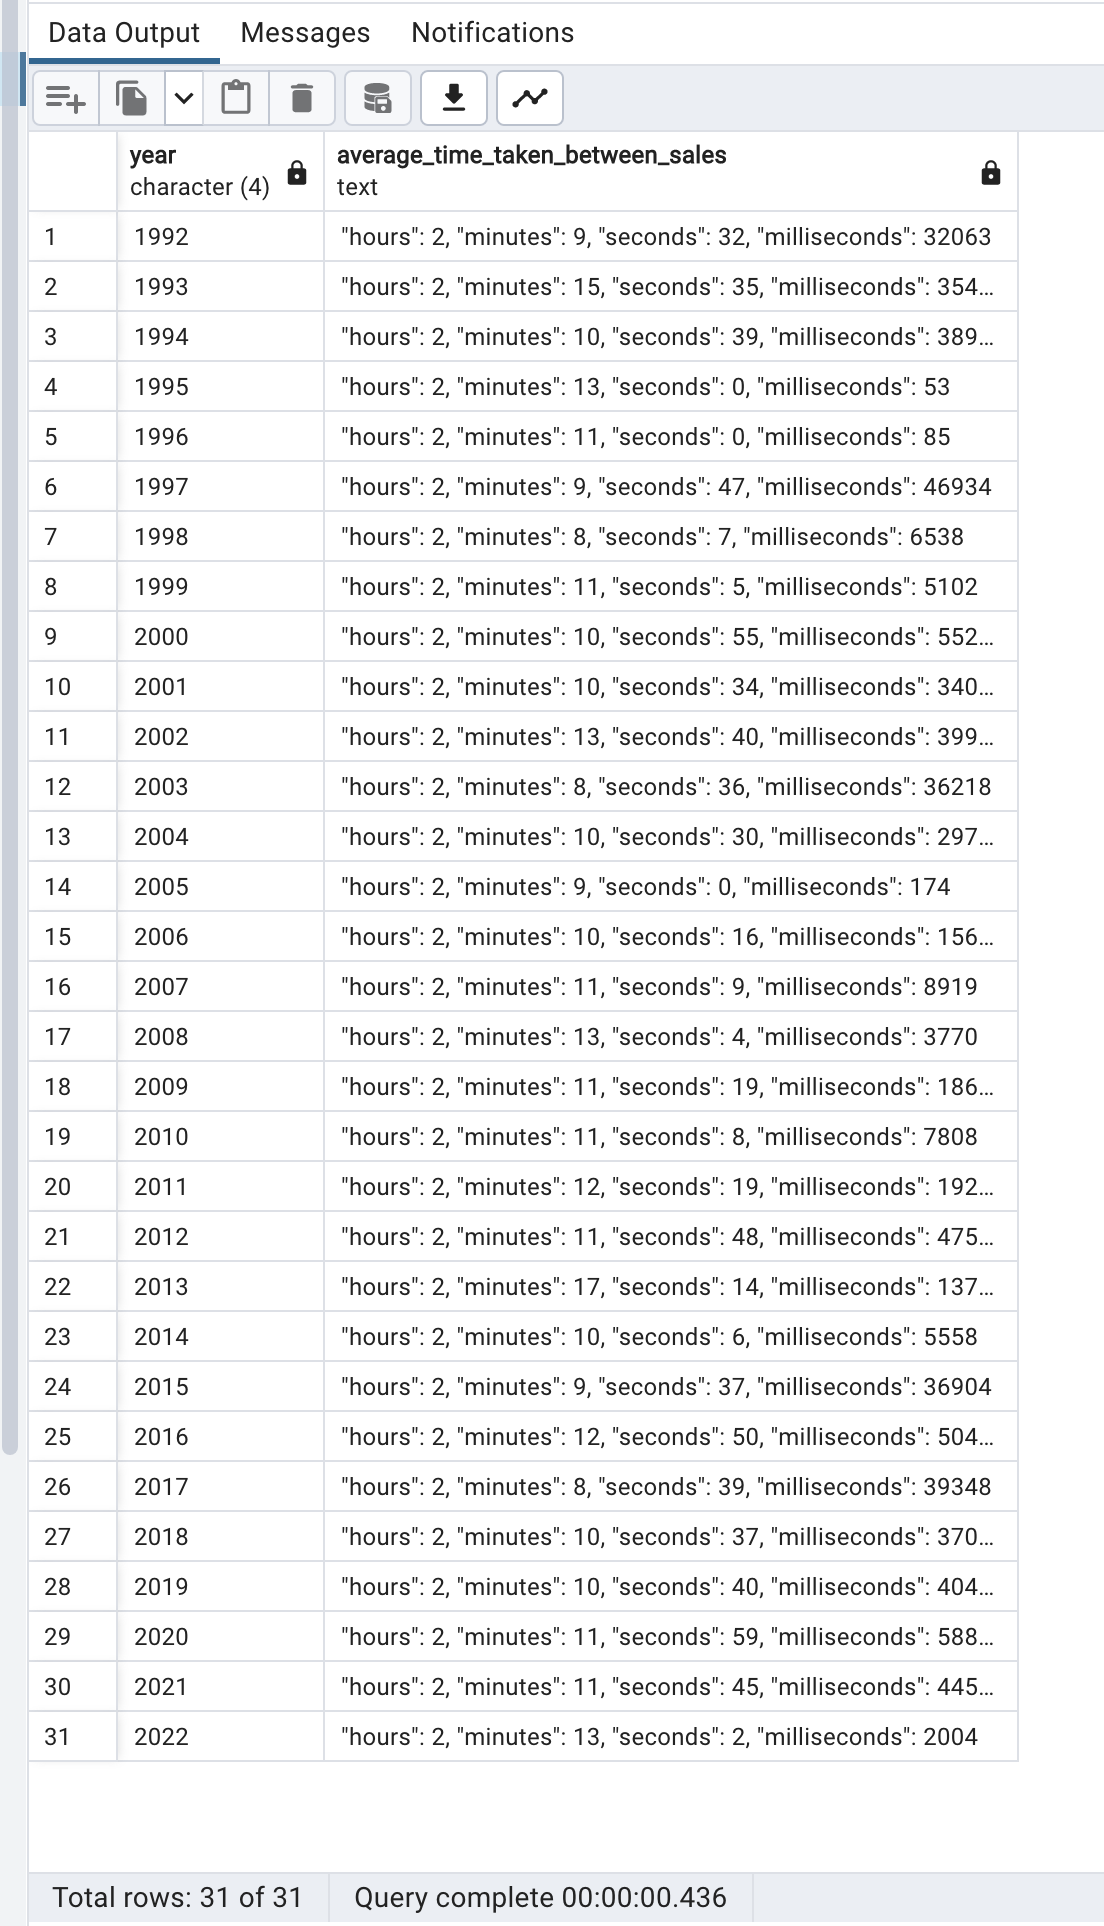 Data Output Messages Notifications
year average_time_taken_between_sales
character (4) text
1 1992 "hours": 2, "minutes": 9, "seconds": 32, "milliseconds": 32063
2 1993 "hours": 2, "minutes": 15, "seconds": 35, "milliseconds": 354...
3 1994 "hours": 2, "minutes": 10, "seconds": 39, "milliseconds": 389...
4 1995 "hours": 2, "minutes": 13, "seconds": 0, "milliseconds": 53
5 1996 "hours": 2, "minutes": 11, "seconds": 0, "milliseconds": 85
6 1997 "hours": 2, "minutes": 9, "seconds": 47, "milliseconds": 46934
7 1998 "hours": 2, "minutes": 8, "seconds": 7, "milliseconds": 6538
8 1999 "hours": 2, "minutes": 11, "seconds": 5, "milliseconds": 5102
9 2000 "hours": 2, "minutes": 10, "seconds": 55, "milliseconds": 552...
10 2001 "hours": 2, "minutes": 10, "seconds": 34, "milliseconds": 340...
11 2002 "hours": 2, "minutes": 13, "seconds": 40, "milliseconds": 399...
12 2003 "hours": 2, "minutes": 8, "seconds": 36, "milliseconds": 36218
13 2004 "hours": 2, "minutes": 10, "seconds": 30, "milliseconds": 297...
14 2005 "hours": 2, "minutes": 9, "seconds": 0, "milliseconds": 174
15 2006 "hours": 2, "minutes": 10, "seconds": 16, "milliseconds": 156...
16 2007 "hours": 2, "minutes": 11, "seconds": 9, "milliseconds": 8919
17 2008 "hours": 2, "minutes": 13, "seconds": 4, "milliseconds": 3770
18 2009 "hours": 2, "minutes": 11, "seconds": 19, "milliseconds": 186...
19 2010 "hours": 2, "minutes": 11, "seconds": 8, "milliseconds": 7808
20 2011 "hours": 2, "minutes": 12, "seconds": 19, "milliseconds": 192...
21 2012 "hours": 2, "minutes": 11, "seconds": 48, "milliseconds": 475...
22 2013 "hours": 2, "minutes": 17, "seconds": 14, "milliseconds": 137...
23 2014 "hours": 2, "minutes": 10, "seconds": 6, "milliseconds": 5558
24 2015 "hours": 2, "minutes": 9, "seconds": 37, "milliseconds": 36904
25 2016 "hours": 2, "minutes": 12, "seconds": 50, "milliseconds": 504...
26 2017 "hours": 2, "minutes": 8, "seconds": 39, "milliseconds": 39348
27 2018 "hours": 2, "minutes": 10, "seconds": 37, "milliseconds": 370...
28 2019 "hours": 2, "minutes": 10, "seconds": 40, "milliseconds": 404...
29 2020 "hours": 2, "minutes": 11, "seconds": 59, "milliseconds": 588...
30 2021 "hours": 2, "minutes": 11, "seconds": 45, "milliseconds": 445...
31 2022 "hours": 2, "minutes": 13, "seconds": 2, "milliseconds": 2004
Total rows: 31 of 31 Query complete 00:00:00.436